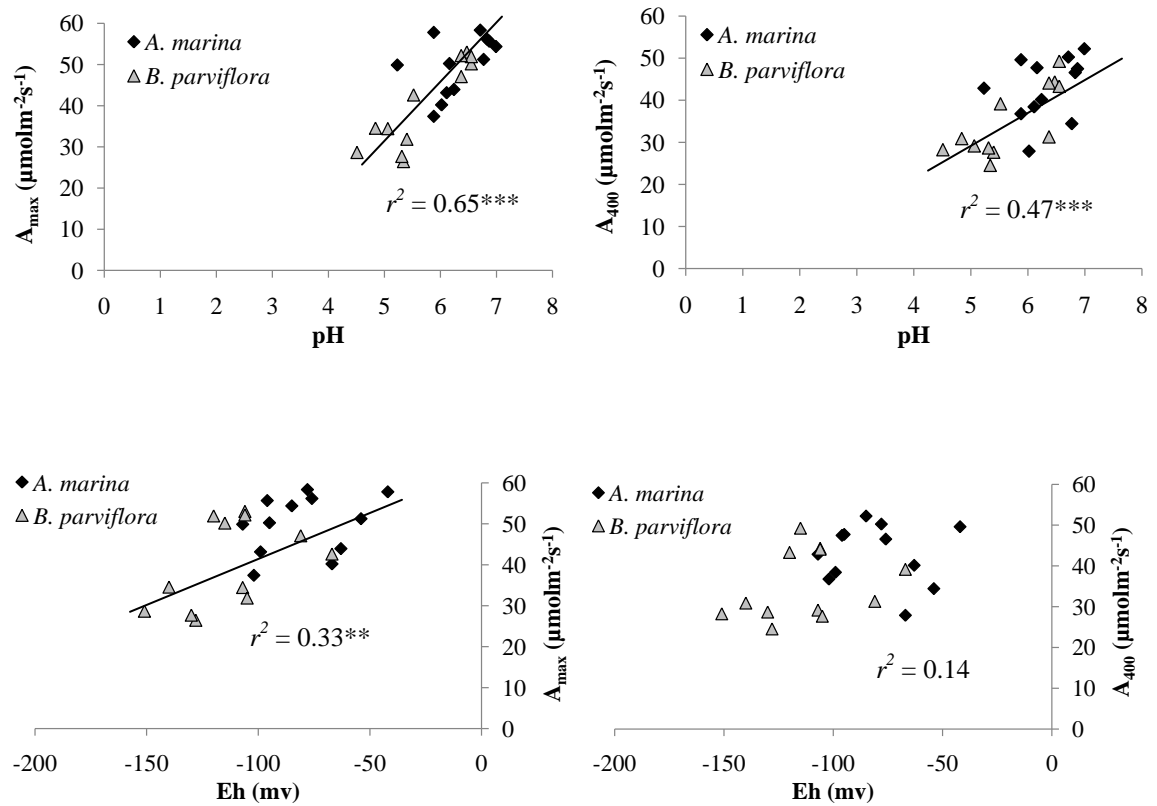 60
50
40
30
20
10
0
A. marina
B. parviflora
r² = 0.65***
0 1 2 3 4 5 6 7 8
pH
A_max (µmolm⁻²s⁻¹)
60
50
40
30
20
10
0
A. marina
B. parviflora
r² = 0.47***
0 1 2 3 4 5 6 7 8
pH
A₄₀₀ (µmolm⁻²s⁻¹)
A. marina
B. parviflora
r² = 0.33**
60
50
40
30
20
10
0
A_max (µmolm⁻²s⁻¹)
-200 -150 -100 -50 0
Eh (mv)
A. marina
B. parviflora
r² = 0.14
60
50
40
30
20
10
0
A₄₀₀ (µmolm⁻²s⁻¹)
-200 -150 -100 -50 0
Eh (mv)